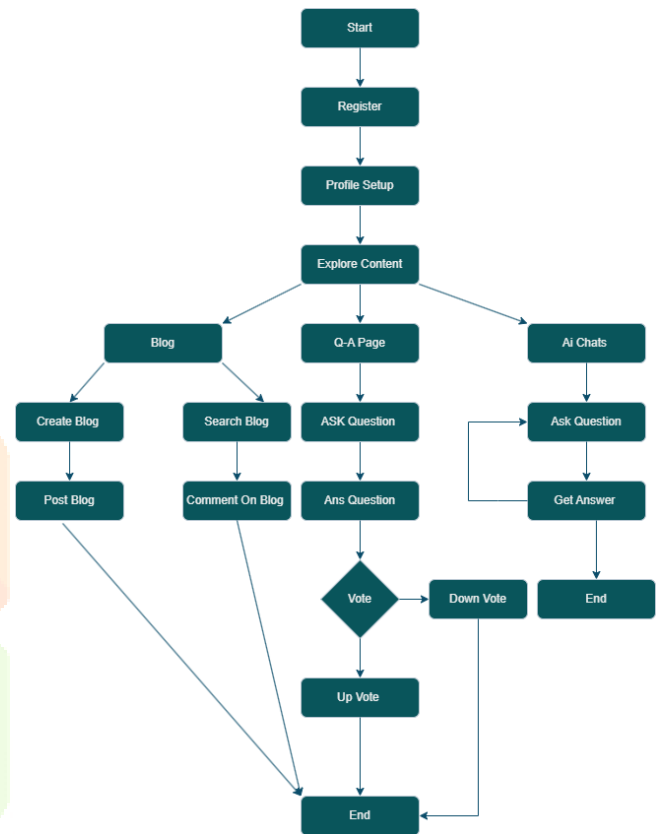 Start
Register
Profile Setup
Explore Content
Blog
Q-A Page
Ai Chats
Create Blog
Search Blog
ASK Question
Ask Question
Post Blog
Comment On Blog
Ans Question
Get Answer
Vote
Down Vote
End
Up Vote
End